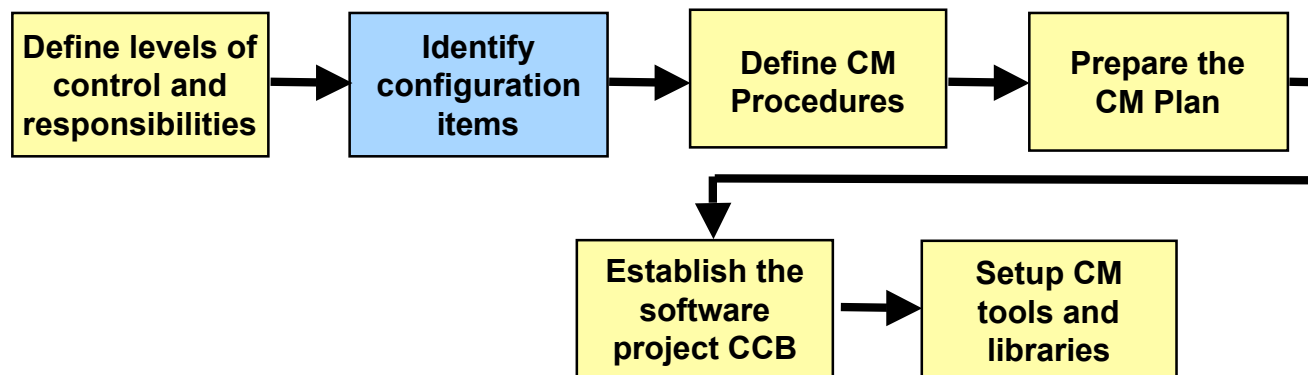 Define levels of
control and
responsibilities
Identify
configuration
items
Define CM
Procedures
Prepare the
CM Plan
Establish the
software
project CCB
Setup CM
tools and
libraries